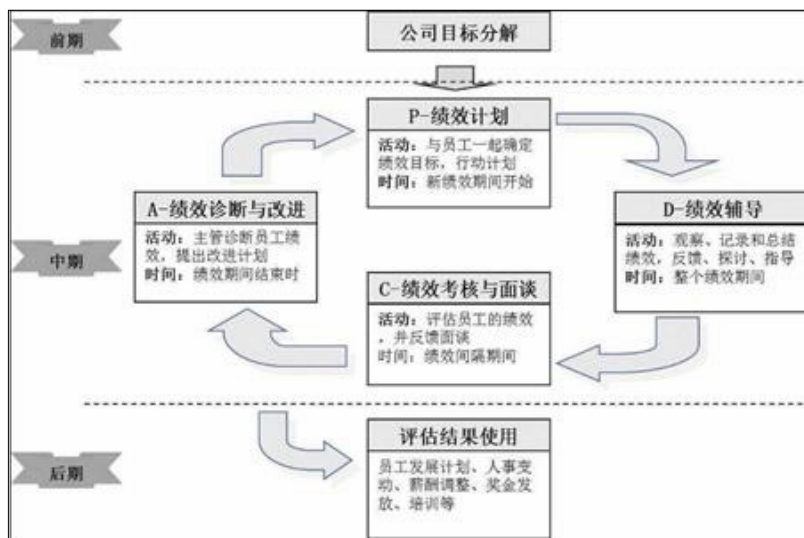 前期
公司目标分解
P-绩效计划
活动：与员工一起确定
绩效目标，行动计划
时间：新绩效期间开始
A-绩效诊断与改进
活动：主管诊断员工绩
效，提出改进计划
时间：绩效期间结束时
D-绩效辅导
活动：观察、记录和总结
绩效，反馈、探讨、指导
时间：整个绩效期间
中期
C-绩效考核与面谈
活动：评估员工的绩效
，并反馈面谈
时间：绩效间隔期间
评估结果使用
员工发展计划、人事变
动、薪酬调整、奖金发
放、培训等
后期